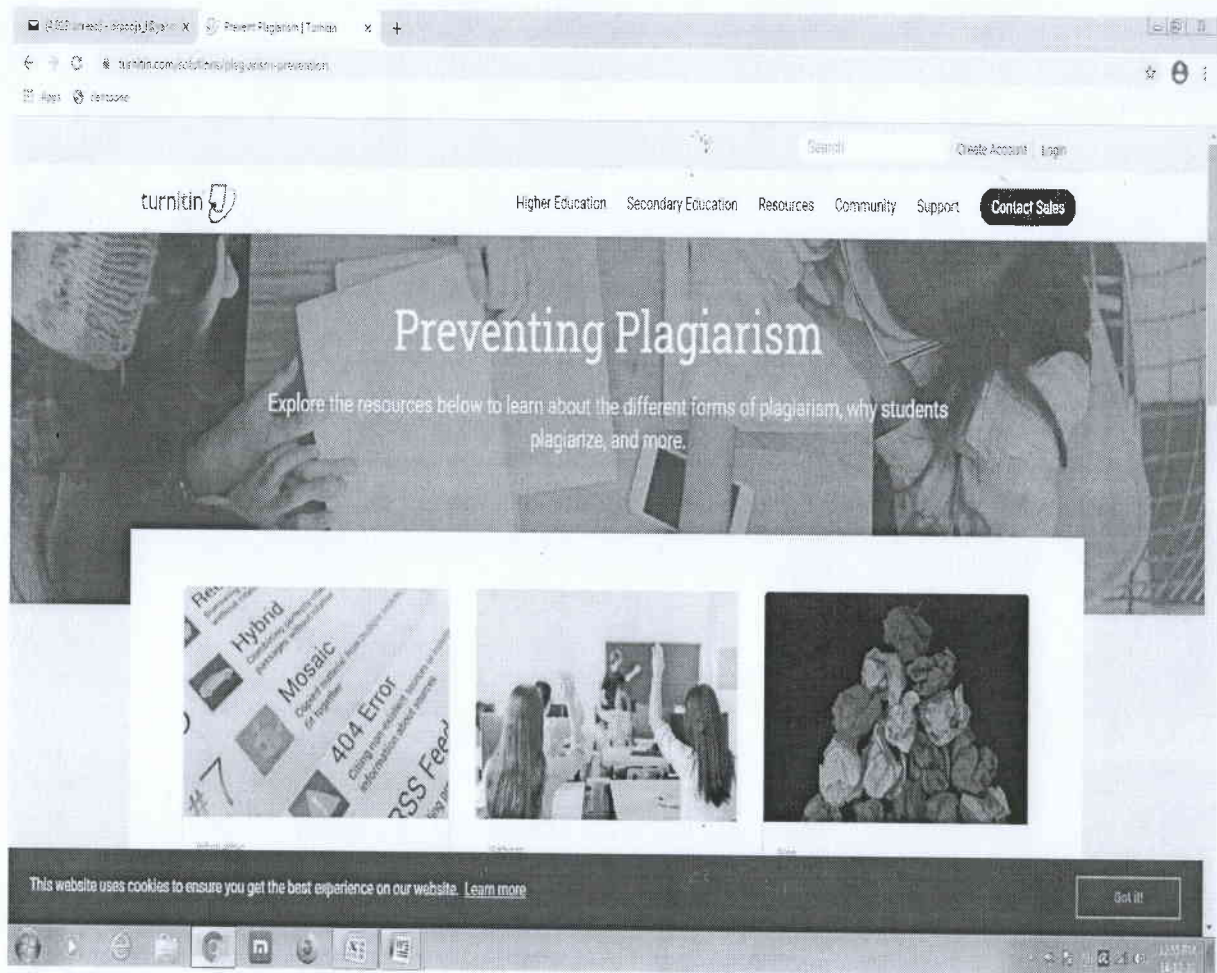 Prevent Plagiarism | Turnitin
turnitin.com/solutions/plagiarism-prevention
Apps
Search
Create Account
Login
turnitin
Higher Education
Secondary Education
Resources
Community
Support
Contact Sales
Preventing Plagiarism
Explore the resources below to learn about the different forms of plagiarism, why students
plagiarize, and more.
Hybrid
Mosaic
#7
404 Error
RSS Feed
This website uses cookies to ensure you get the best experience on our website. Learn more
Got it!